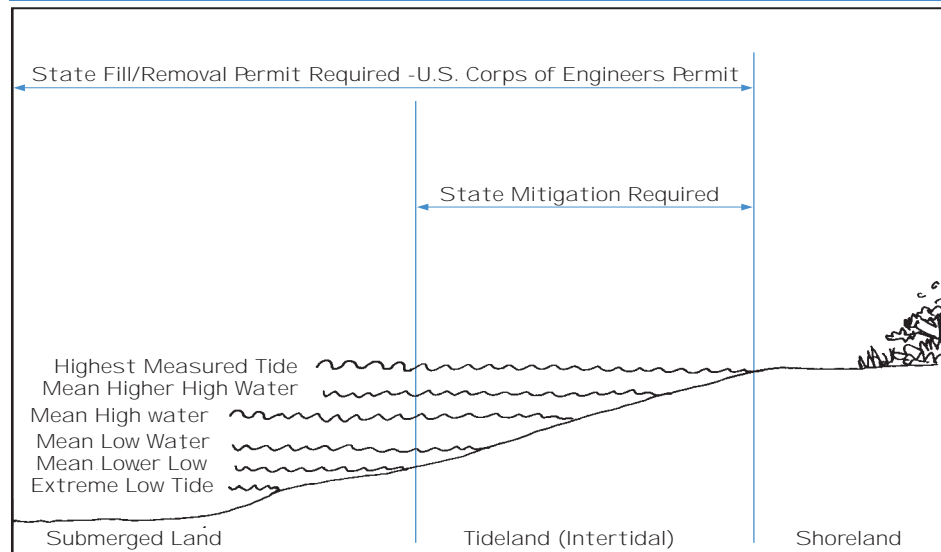 State Fill/Removal Permit Required -U.S. Corps of Engineers Permit
State Mitigation Required
Highest Measured Tide
Mean Higher High Water
Mean High water
Mean Low Water
Mean Lower Low
Extreme Low Tide
Submerged Land Tideland (Intertidal) Shoreland